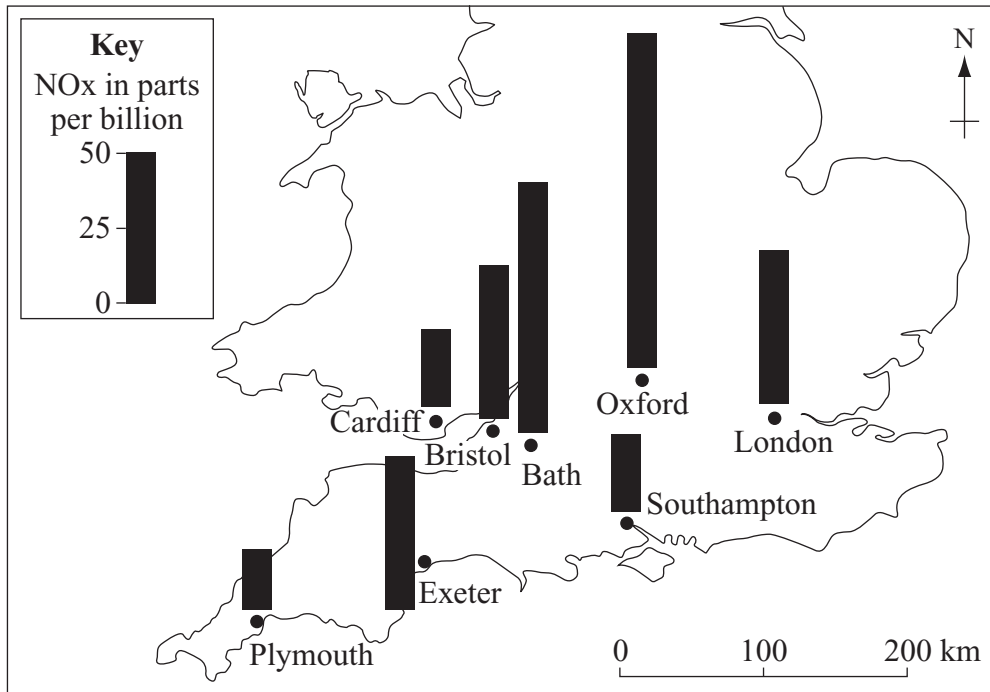 Key
NOx in parts
per billion
50
25
0
N
Cardiff
Bristol
Bath
Oxford
London
Southampton
Exeter
Plymouth
0 100 200 km